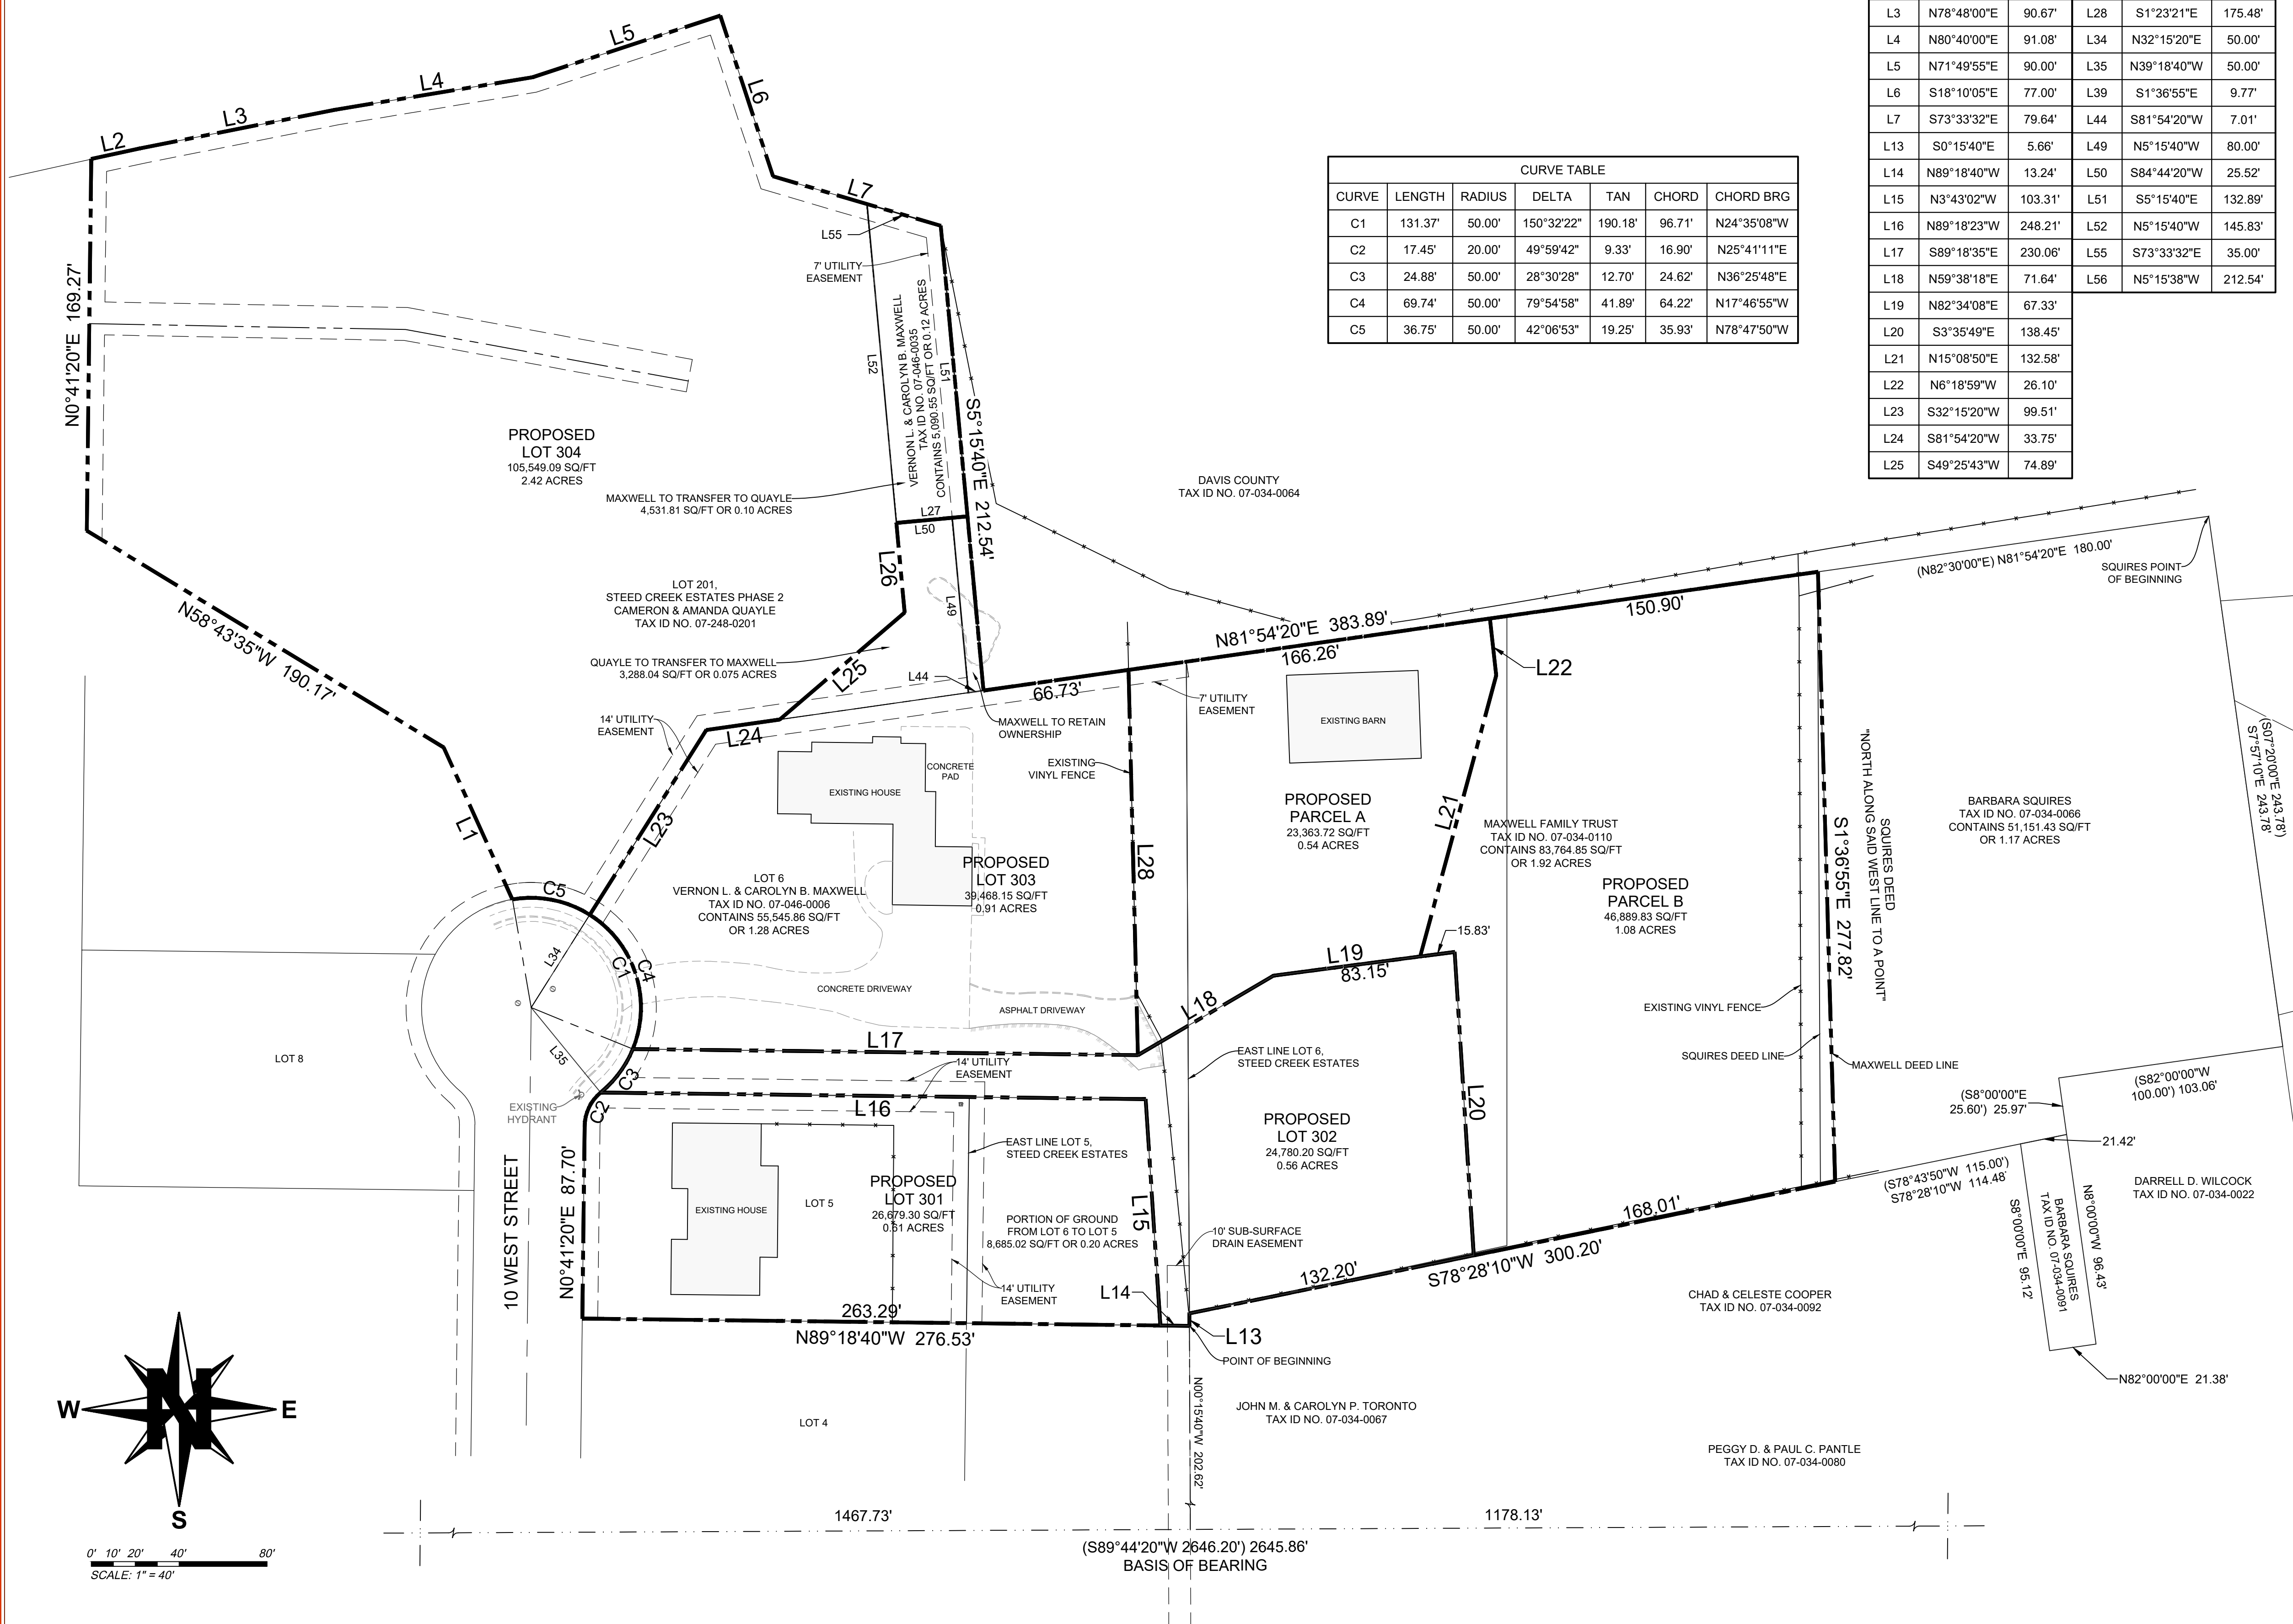 L3 N78°48'00"E 90.67' L28 S1°23'21"E 175.48'
L4 N80°40'00"E 91.08' L34 N32°15'20"E 50.00'
L5 N71°49'55"E 90.00' L35 N39°18'40"W 50.00'
L6 S18°10'05"E 77.00' L39 S1°36'55"E 9.77'
L7 S73°33'32"E 79.64' L44 S81°54'20"W 7.01'
L13 S0°15'40"E 5.66' L49 N5°15'40"W 80.00'
L14 N89°18'40"W 13.24' L50 S84°44'20"W 25.52'
L15 N3°43'02"W 103.31' L51 S5°15'40"E 132.89'
L16 N89°18'23"W 248.21' L52 N5°15'40"W 145.83'
L17 S89°18'35"E 230.06' L55 S73°33'32"E 35.00'
L18 N59°38'18"E 71.64' L56 N5°15'38"W 212.54'
L19 N82°34'08"E 67.33'
L20 S3°35'49"E 138.45'
L21 N15°08'50"E 132.58'
L22 N6°18'59"W 26.10'
L23 S32°15'20"W 99.51'
L24 S81°54'20"W 33.75'
L25 S49°25'43"W 74.89'
CURVE TABLE
CURVE LENGTH RADIUS DELTA TAN CHORD CHORD BRG
C1 131.37' 50.00' 150°32'22" 190.18' 96.71' N24°35'08"W
C2 17.45' 20.00' 49°59'42" 9.33' 16.90' N25°41'11"E
C3 24.88' 50.00' 28°30'28" 12.70' 24.62' N36°25'48"E
C4 69.74' 50.00' 79°54'58" 41.89' 64.22' N17°46'55"W
C5 36.75' 50.00' 42°06'53" 19.25' 35.93' N78°47'50"W
L2
L3
L4
L5
L6
L7
L55
7' UTILITY
EASEMENT
N0°41'20"E 169.27'
L52
VERNON L. & CAROLYN B. MAXWELL
TAX ID NO. 07-046-0035
CONTAINS 5,090.55 SQ/FT OR 0.12 ACRES
L51
S5°15'40"E 212.54'
PROPOSED
LOT 304
105,549.09 SQ/FT
2.42 ACRES
MAXWELL TO TRANSFER TO QUAYLE
4,531.81 SQ/FT OR 0.10 ACRES
L27
L50
L26
L49
DAVIS COUNTY
TAX ID NO. 07-034-0064
LOT 201,
STEED CREEK ESTATES PHASE 2
CAMERON & AMANDA QUAYLE
TAX ID NO. 07-248-0201
N58°43'35"W 190.17'
QUAYLE TO TRANSFER TO MAXWELL
3,288.04 SQ/FT OR 0.075 ACRES
L25
L44
66.73'
N81°54'20"E 383.89'
166.26'
150.90'
(N82°30'00"E) N81°54'20"E 180.00'
SQUIRES POINT
OF BEGINNING
L22
7' UTILITY
EASEMENT
MAXWELL TO RETAIN
OWNERSHIP
14' UTILITY
EASEMENT
L24
EXISTING BARN
EXISTING
VINYL FENCE
CONCRETE
PAD
EXISTING HOUSE
L1
L23
L28
L21
PROPOSED
PARCEL A
23,363.72 SQ/FT
0.54 ACRES
MAXWELL FAMILY TRUST
TAX ID NO. 07-034-0110
CONTAINS 83,764.85 SQ/FT
OR 1.92 ACRES
PROPOSED
PARCEL B
46,889.83 SQ/FT
1.08 ACRES
S1°36'55"E 277.82'
SQUIRES DEED
"NORTH ALONG SAID WEST LINE TO A POINT"
BARBARA SQUIRES
TAX ID NO. 07-034-0066
CONTAINS 51,151.43 SQ/FT
OR 1.17 ACRES
(S07°20'00"E 243.78')
S7°57'10"E 243.78'
PROPOSED
LOT 303
39,468.15 SQ/FT
0.91 ACRES
LOT 6
VERNON L. & CAROLYN B. MAXWELL
TAX ID NO. 07-046-0006
CONTAINS 55,545.86 SQ/FT
OR 1.28 ACRES
C5
L34
C1
C4
15.83'
L19
83.15'
L18
CONCRETE DRIVEWAY
ASPHALT DRIVEWAY
EXISTING VINYL FENCE
SQUIRES DEED LINE
MAXWELL DEED LINE
LOT 8
L35
L17
C3
C2
EXISTING
HYDRANT
14' UTILITY
EASEMENT
L16
EAST LINE LOT 6,
STEED CREEK ESTATES
L20
(S8°00'00"E
25.60') 25.97'
(S82°00'00"W
100.00') 103.06'
21.42'
PROPOSED
LOT 302
24,780.20 SQ/FT
0.56 ACRES
EAST LINE LOT 5,
STEED CREEK ESTATES
10 WEST STREET
N0°41'20"E 87.70'
EXISTING HOUSE
LOT 5
PROPOSED
LOT 301
26,679.30 SQ/FT
0.61 ACRES
PORTION OF GROUND
FROM LOT 6 TO LOT 5
8,685.02 SQ/FT OR 0.20 ACRES
L15
10' SUB-SURFACE
DRAIN EASEMENT
14' UTILITY
EASEMENT
L14
132.20'
168.01'
S78°28'10"W 300.20'
(S78°43'50"W 115.00')
S78°28'10"W 114.48'
S8°00'00"E 95.12'
BARBARA SQUIRES
TAX ID NO. 07-034-0091
N8°00'00"W 96.43'
DARRELL D. WILCOCK
TAX ID NO. 07-034-0022
CHAD & CELESTE COOPER
TAX ID NO. 07-034-0092
263.29'
N89°18'40"W 276.53'
L13
POINT OF BEGINNING
N82°00'00"E 21.38'
N00°15'40"W 202.62'
JOHN M. & CAROLYN P. TORONTO
TAX ID NO. 07-034-0067
LOT 4
PEGGY D. & PAUL C. PANTLE
TAX ID NO. 07-034-0080
W
N
E
S
1467.73'
1178.13'
(S89°44'20"W 2646.20') 2645.86'
BASIS OF BEARING
0' 10' 20' 40' 80'
SCALE: 1" = 40'